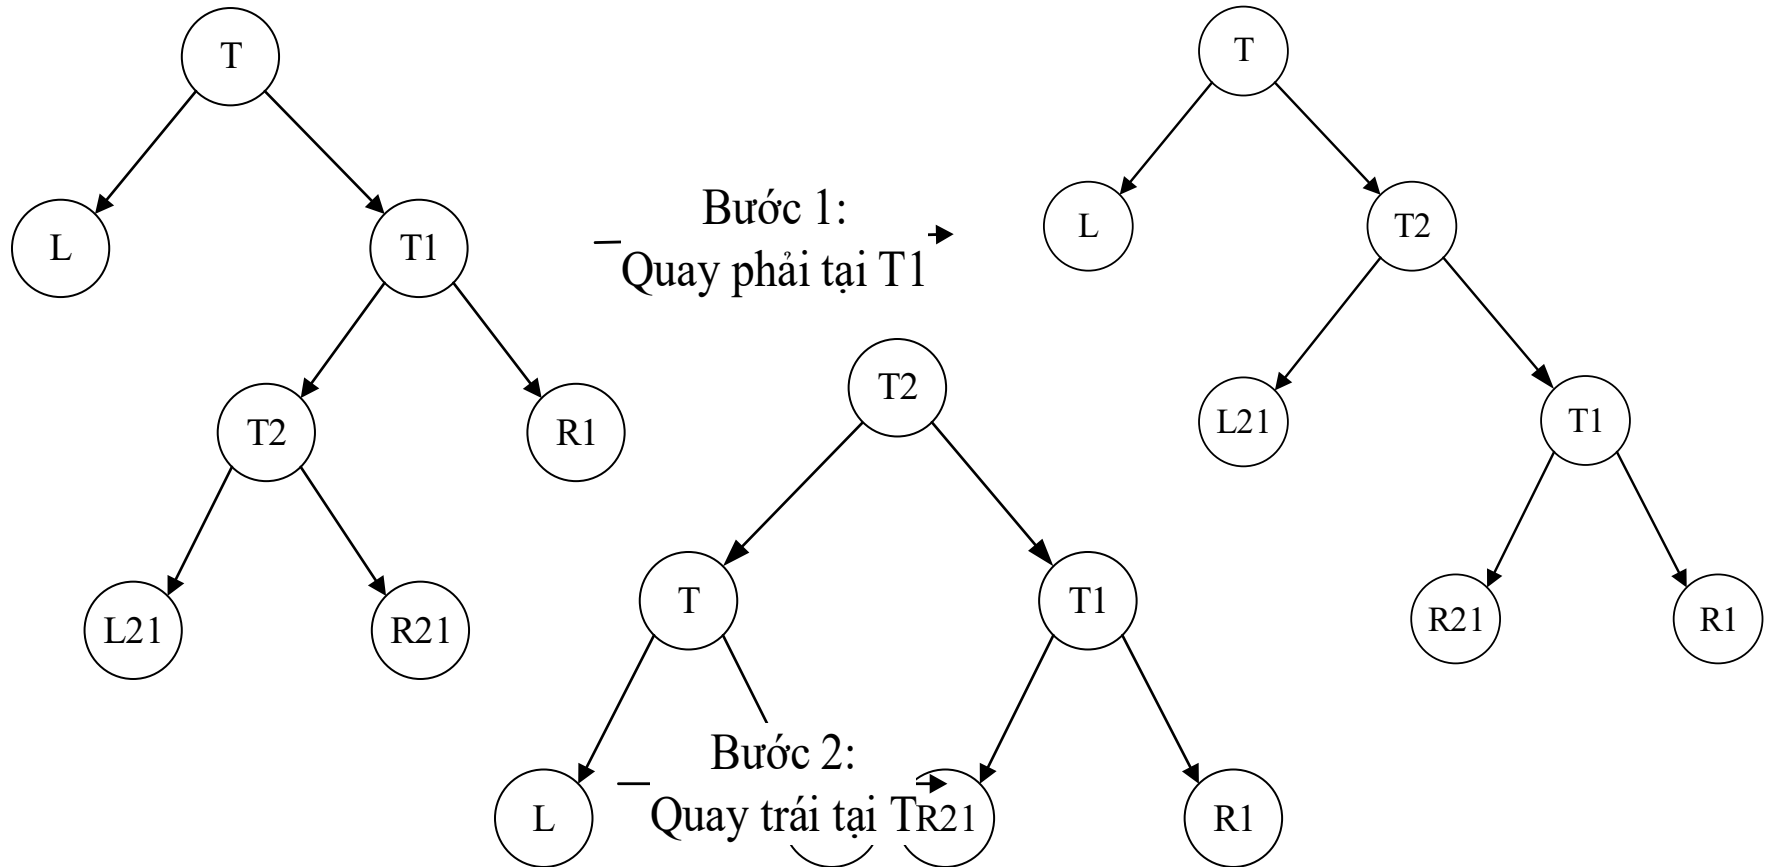 T
L
T1
T2
R1
L21
R21
Bước 1:
Quay phải tại T1
T
L
T2
L21
T1
R21
R1
T2
T
T1
L
R21
R1
Bước 2:
Quay trái tại T